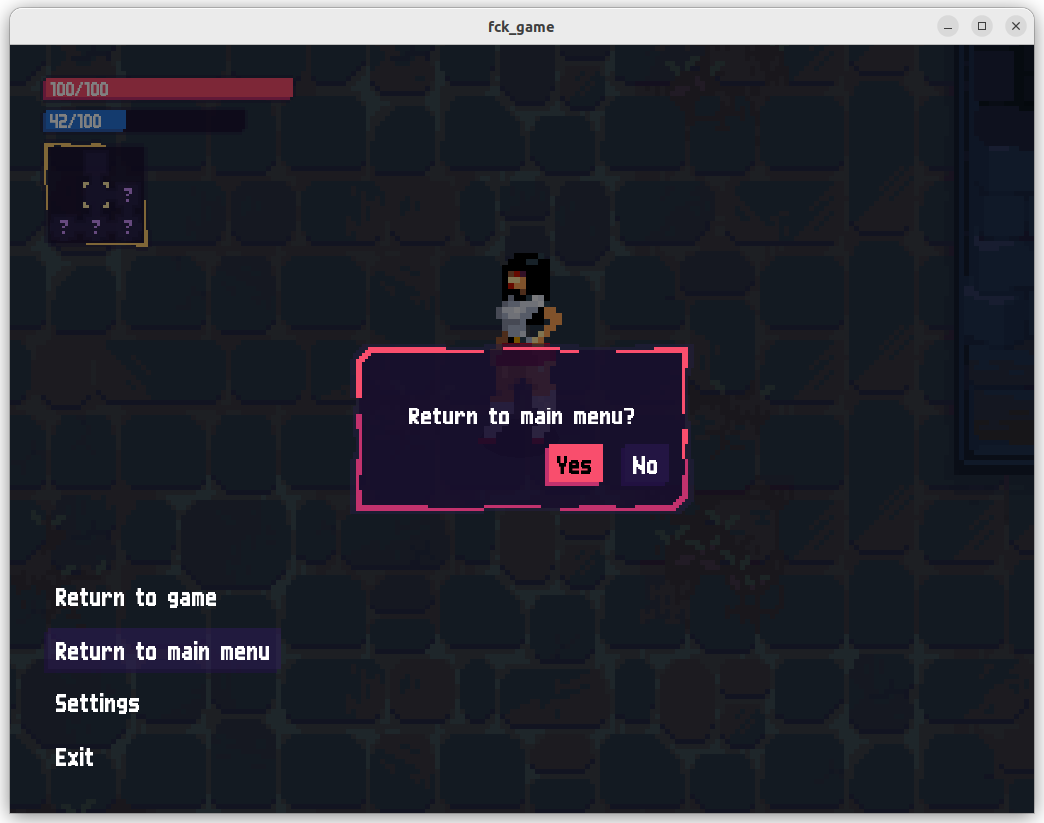 fck_game
100/100
42/100
?
? ? ?
Return to main menu?
Yes No
Return to game
Return to main menu
Settings
Exit